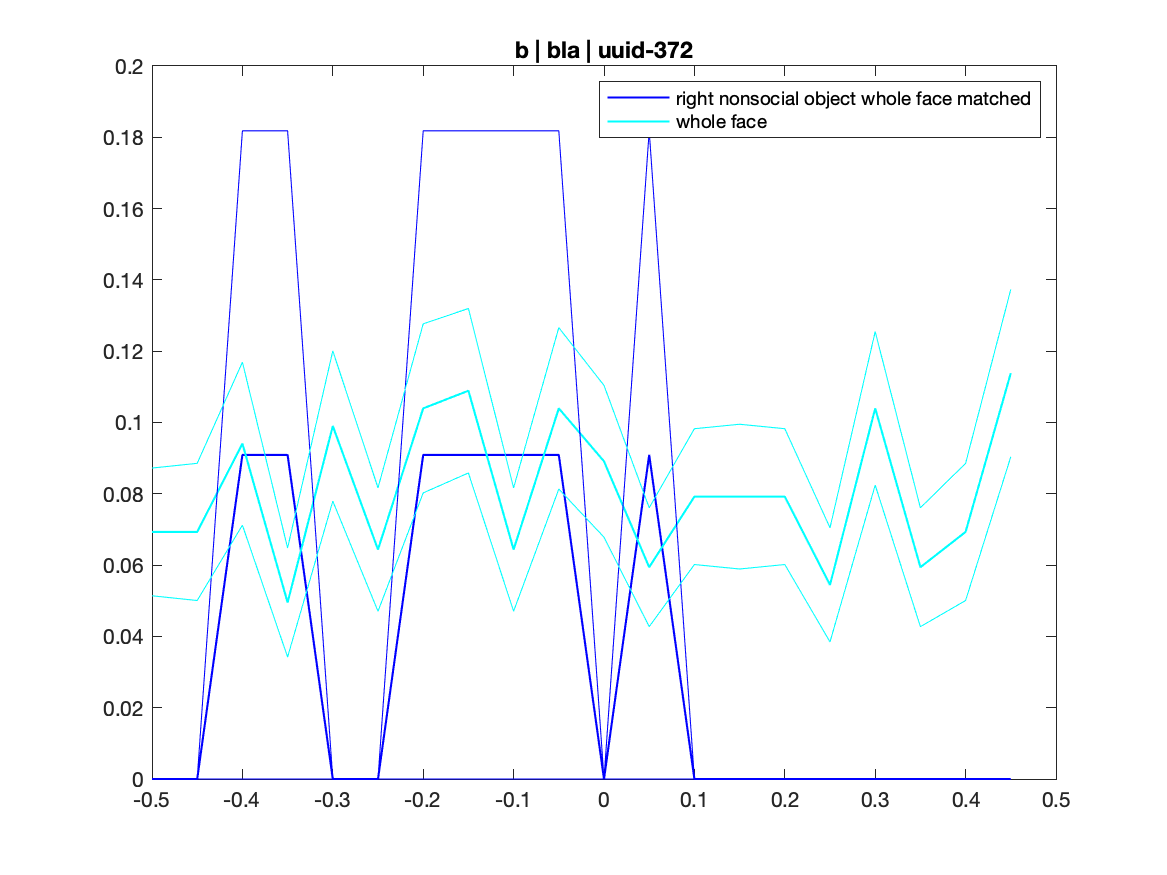 b | bla | uuid-372
right nonsocial object whole face matched
whole face
0.2
0.18
0.16
0.14
0.12
0.1
0.08
0.06
0.04
0.02
0
-0.5 -0.4 -0.3 -0.2 -0.1 0 0.1 0.2 0.3 0.4 0.5